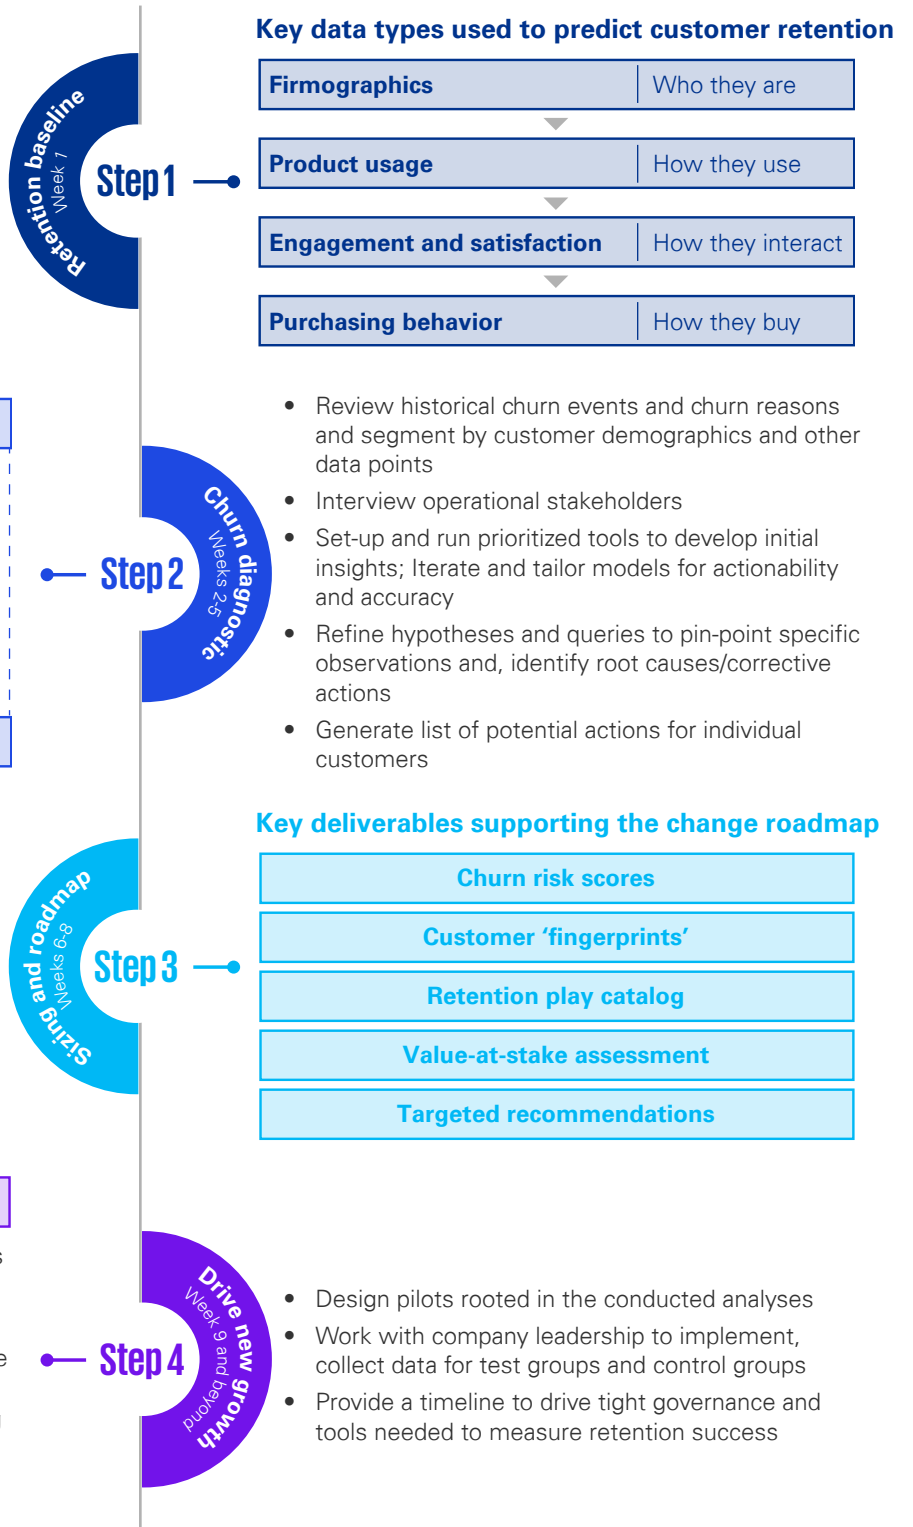 Key data types used to predict customer retention
Retention baseline
Week 1
Step 1
Firmographics
Who they are
Product usage
How they use
Engagement and satisfaction
How they interact
Purchasing behavior
How they buy
Churn diagnostic
Weeks 2-5
Step 2
• Review historical churn events and churn reasons
and segment by customer demographics and other
data points
• Interview operational stakeholders
• Set-up and run prioritized tools to develop initial
insights; Iterate and tailor models for actionability
and accuracy
• Refine hypotheses and queries to pin-point specific
observations and, identify root causes/corrective
actions
• Generate list of potential actions for individual
customers
Key deliverables supporting the change roadmap
Sizing and roadmap
Weeks 6-8
Step 3
Churn risk scores
Customer ‘fingerprints’
Retention play catalog
Value-at-stake assessment
Targeted recommendations
Drive new growth
Week 9 and beyond
Step 4
• Design pilots rooted in the conducted analyses
• Work with company leadership to implement,
collect data for test groups and control groups
• Provide a timeline to drive tight governance and
tools needed to measure retention success